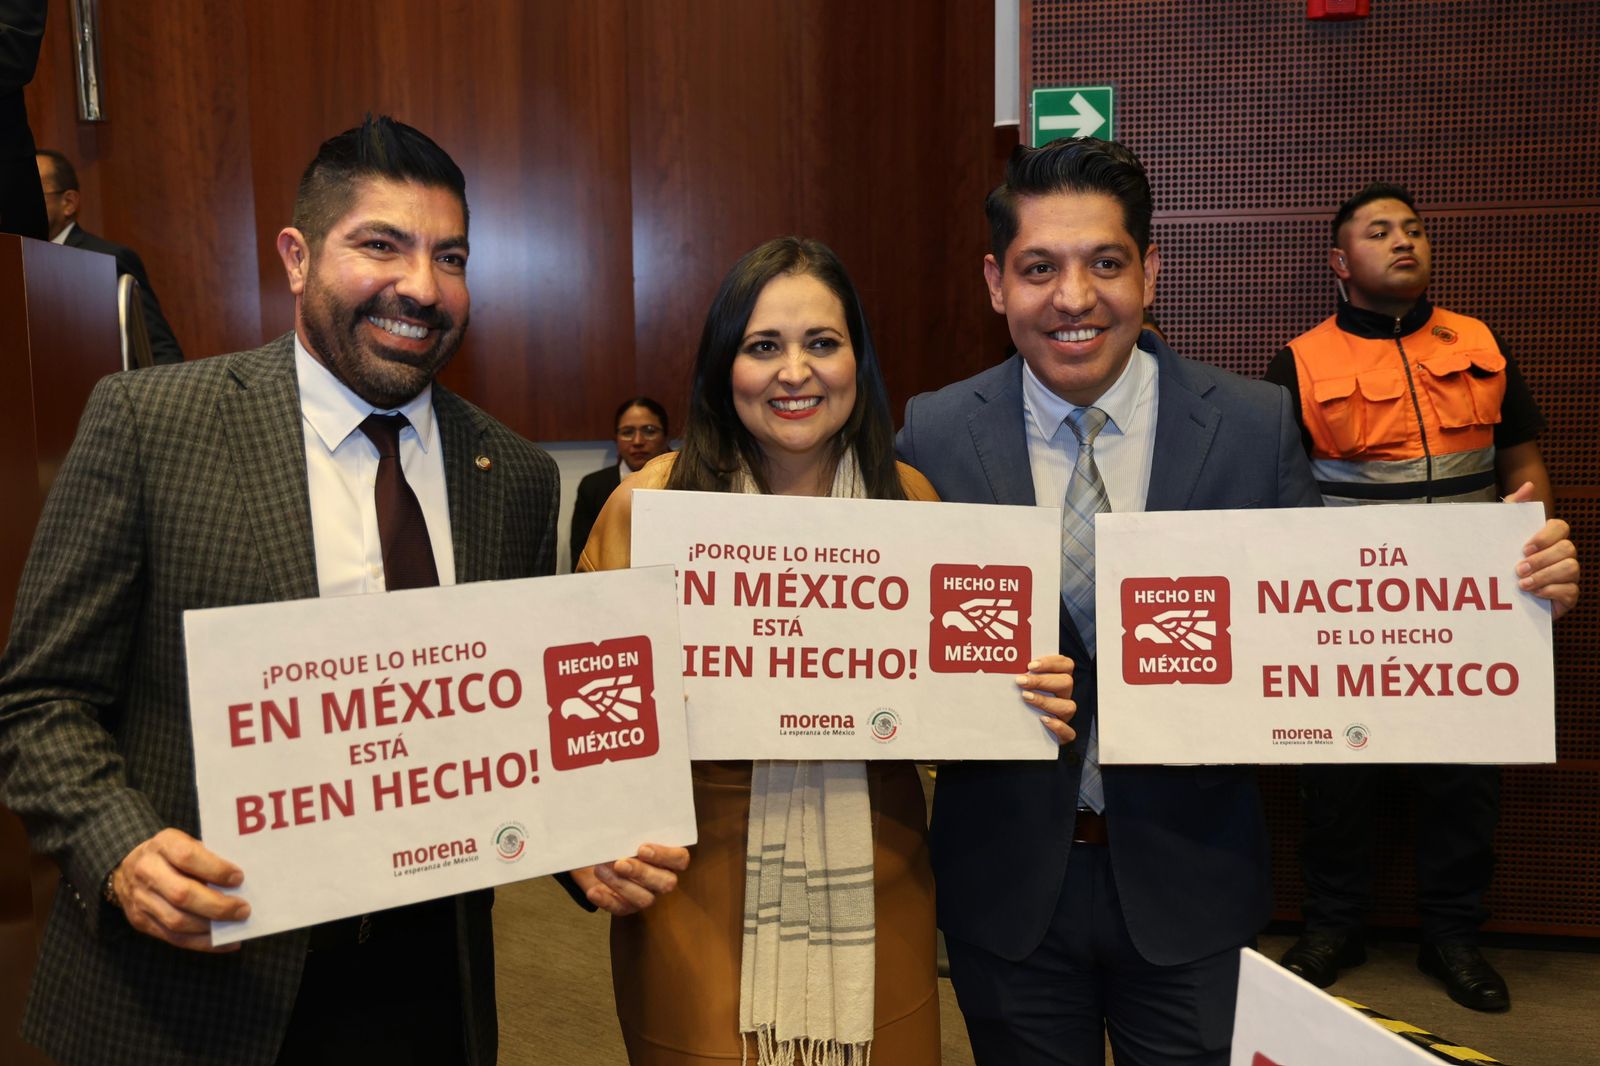 ¡PORQUE LO HECHO
EN MÉXICO
ESTÁ
BIEN HECHO!
HECHO EN
MÉXICO
morena
La esperanza de México
¡PORQUE LO HECHO
EN MÉXICO
ESTÁ
BIEN HECHO!
HECHO EN
MÉXICO
morena
La esperanza de México
HECHO EN
MÉXICO
DÍA
NACIONAL
DE LO HECHO
EN MÉXICO
morena
La esperanza de México